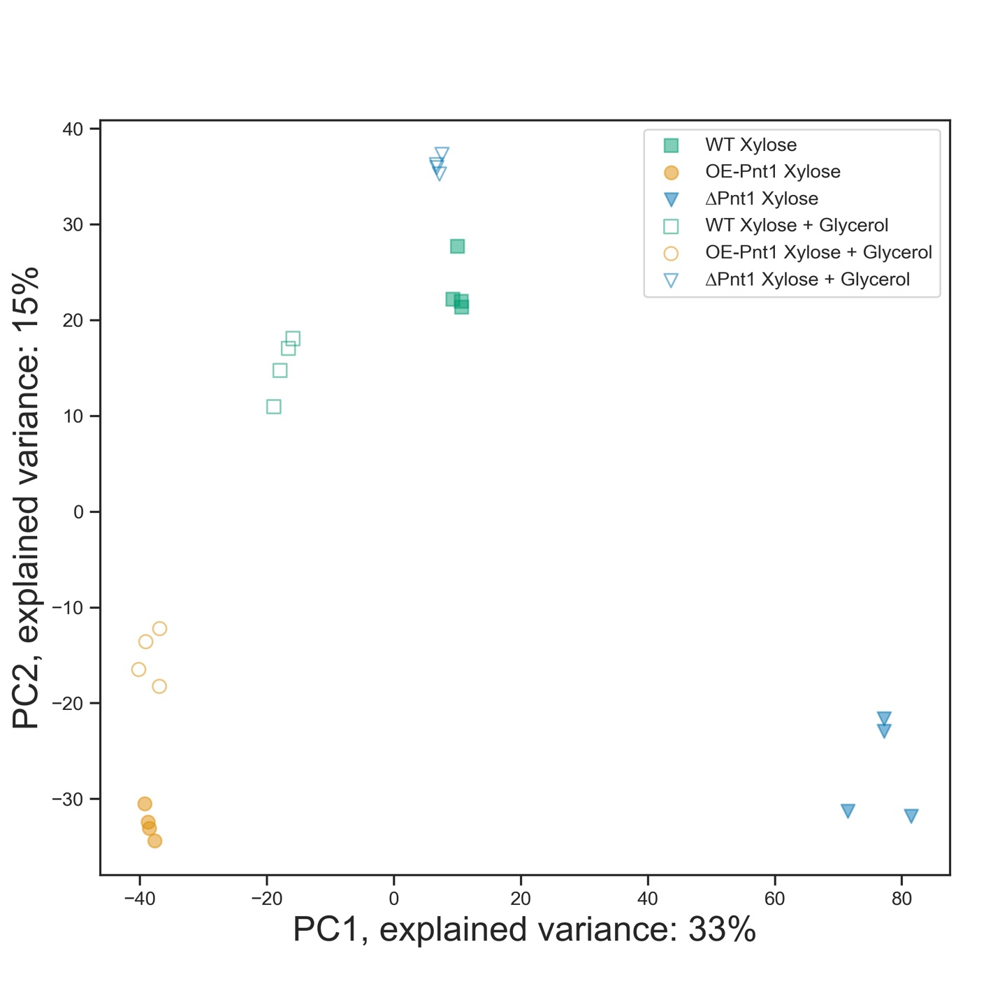 40
30
20
10
0
−10
−20
−30
PC2, explained variance: 15%
WT Xylose
OE-Pnt1 Xylose
ΔPnt1 Xylose
WT Xylose + Glycerol
OE-Pnt1 Xylose + Glycerol
ΔPnt1 Xylose + Glycerol
−40 −20 0 20 40 60 80
PC1, explained variance: 33%